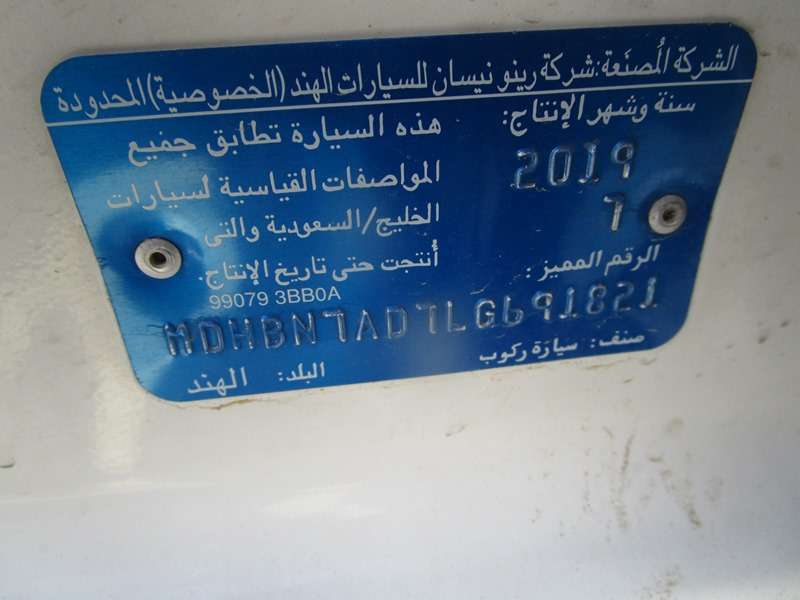 الشركة المُصنَعة: شركة رينو نيسان للسيارات الهند (الخصوصية) المحدودة
سنة وشهر الإنتاج:
2019
7
الرقم المميز :
هذه السيارة تطابق جميع
المواصفات القياسية لسيارات
الخليج/السعودية والتى
أُنتجت حتى تاريخ الإنتاج.
99079 3BB0A
MDHBN7AD7LG691821
صنف: سيارة ركوب
البلد: الهند